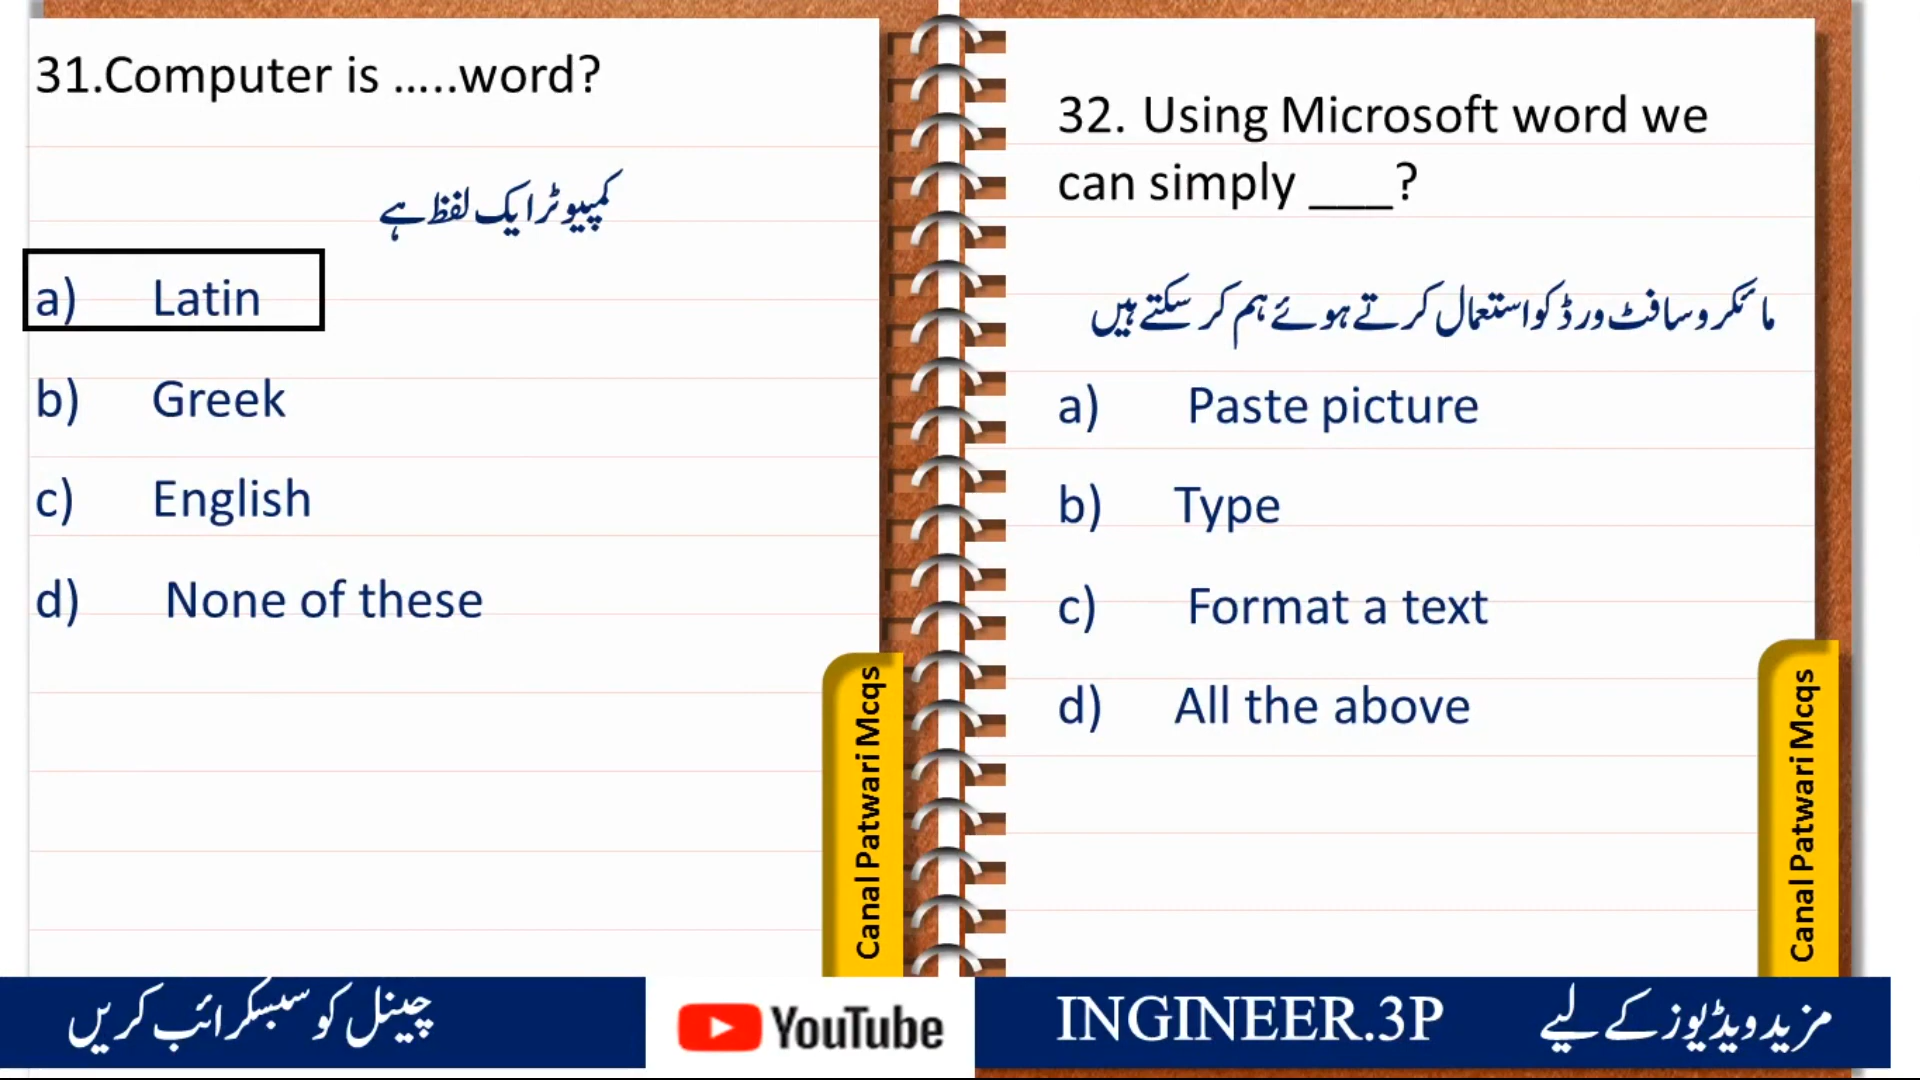 31.Computer is .....word?
کمپیوٹر ایک لفظ ہے
a) Latin
b) Greek
c) English
d) None of these
Canal Patwari Mcqs
32. Using Microsoft word we
can simply ___?
مائکروسافٹ ورڈ کو استعمال کرتے ہوئے ہم کر سکتے ہیں
a) Paste picture
b) Type
c) Format a text
d) All the above
Canal Patwari Mcqs
چینل کو سبسکرائب کریں
YouTube
INGINEER.3P
مزید ویڈیوز کے لیے